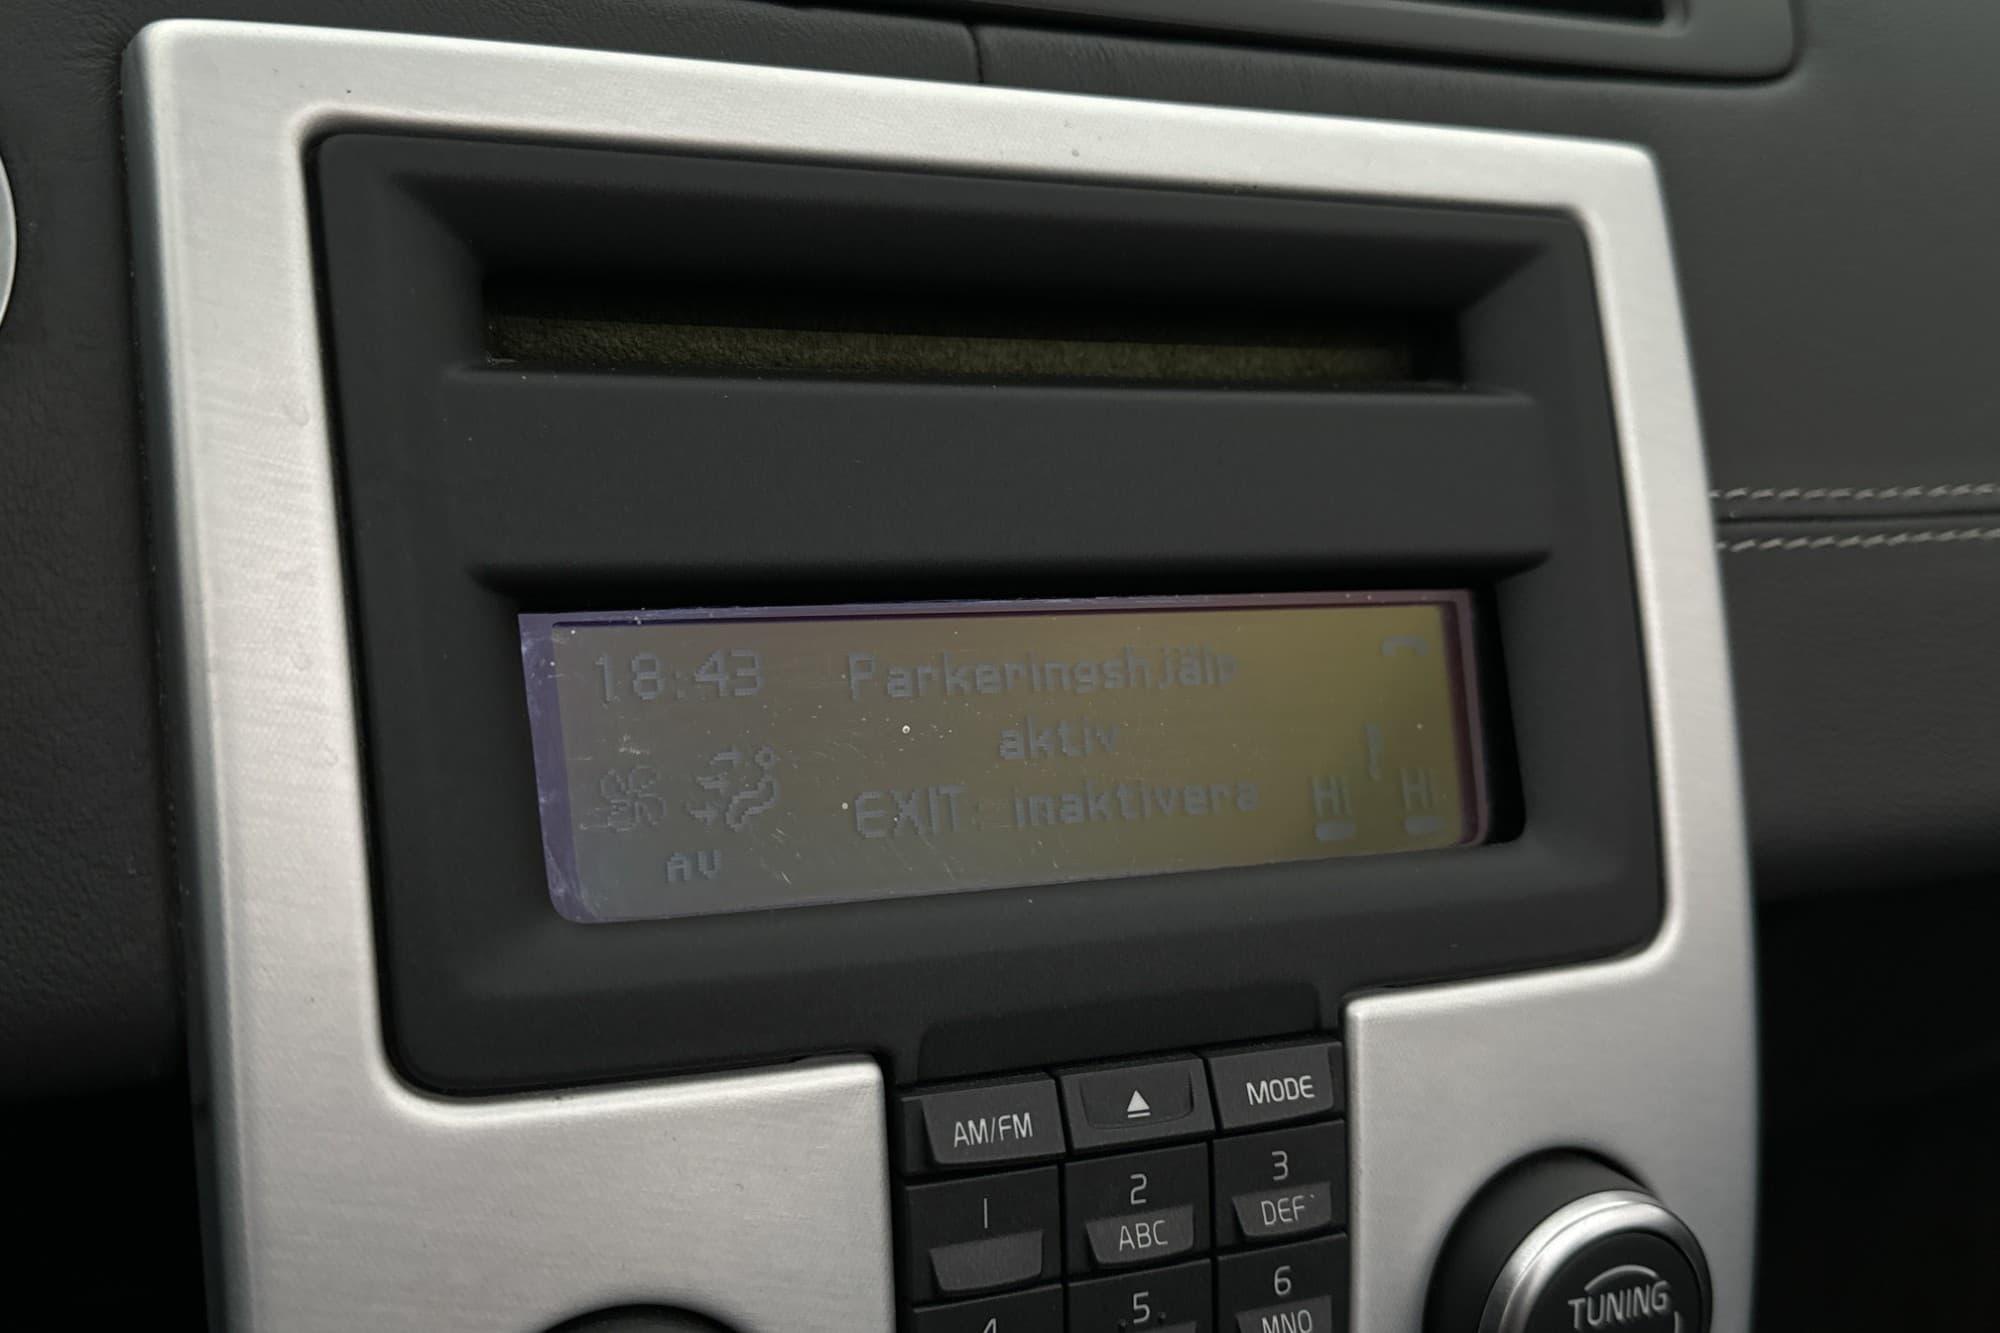 18:43 Parkeringshjälp
aktiv
EXIT: inaktivera HI HI
AV
AM/FM MODE
1 2 3
ABC DEF
4 5 6
MNO
TUNING